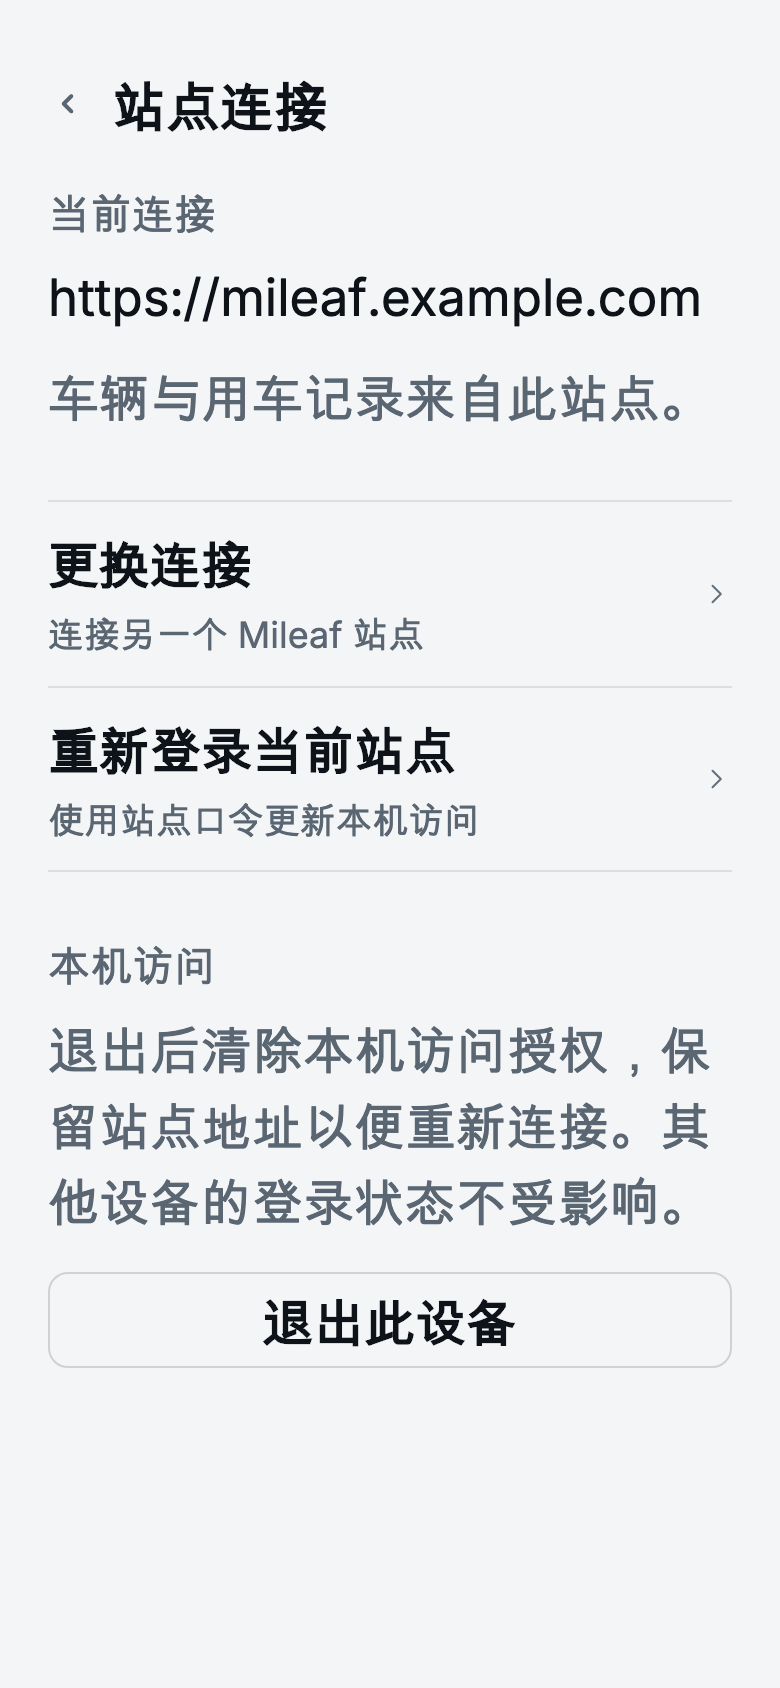 站点连接
当前连接
https://mileaf.example.com
车辆与用车记录来自此站点。
更换连接
连接另一个 Mileaf 站点
重新登录当前站点
使用站点口令更新本机访问
本机访问
退出后清除本机访问授权，保
留站点地址以便重新连接。其
他设备的登录状态不受影响。
退出此设备